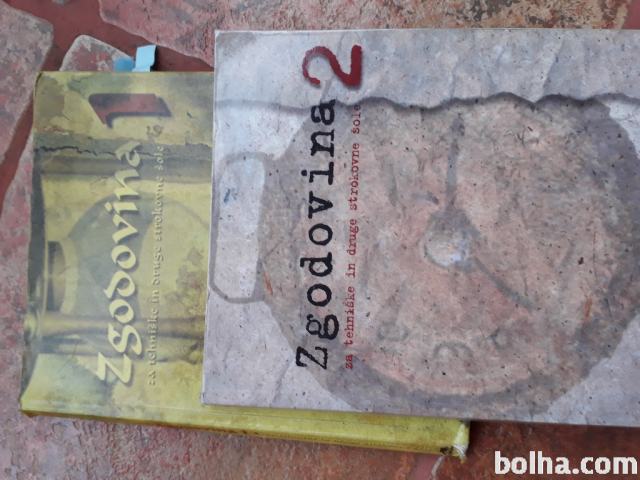 Zgodovina 1
za tehniške in druge strokovne šole
Zgodovina 2
za tehniške in druge strokovne šole
bolha.com